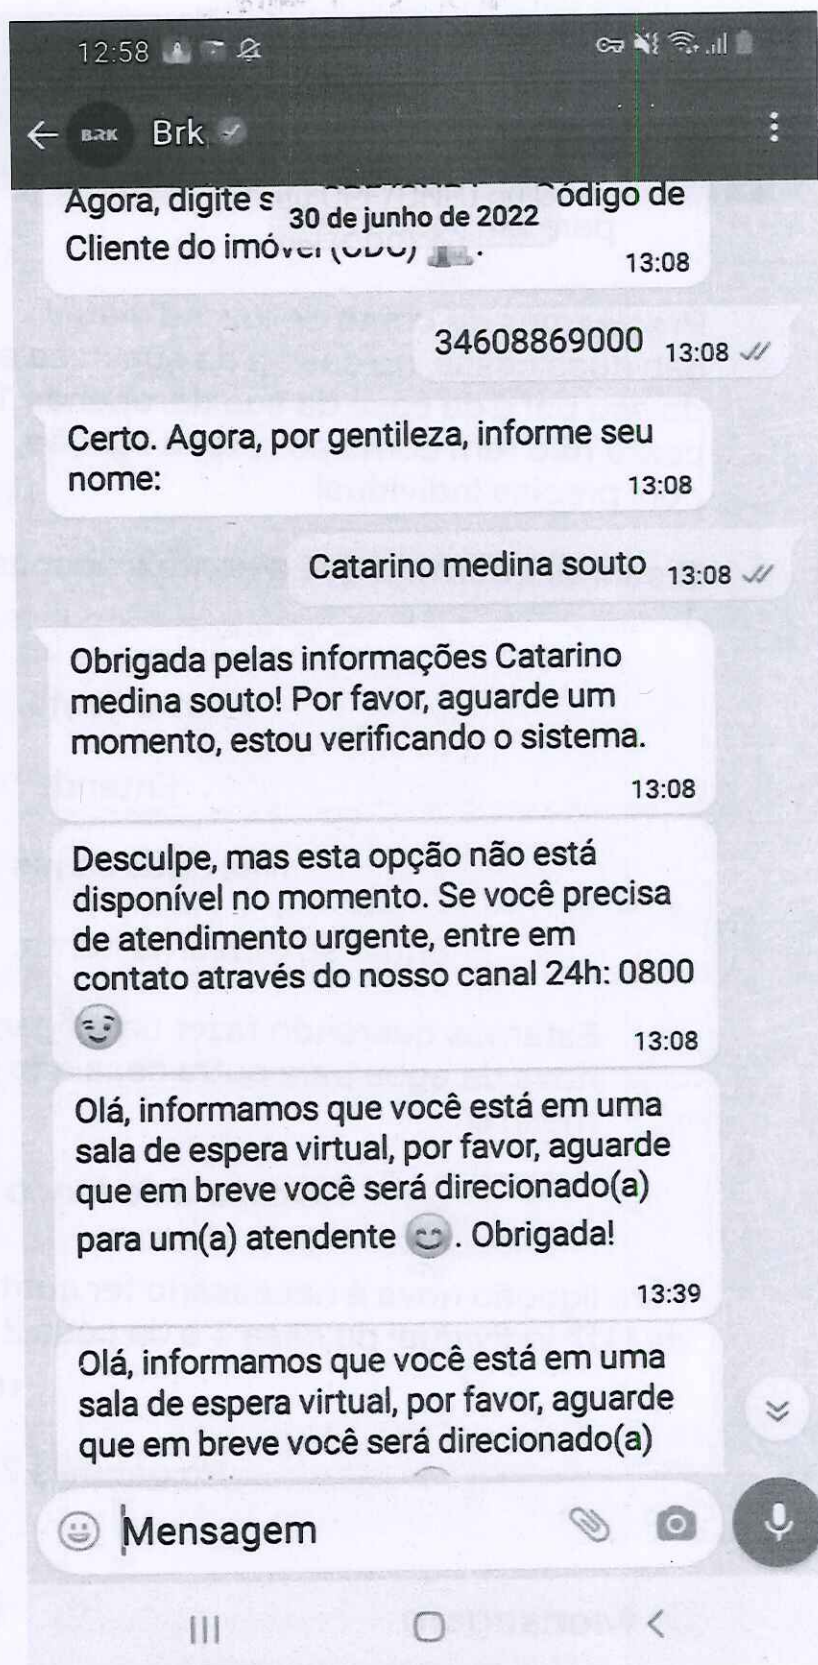 12:58
BRK Brk
Agora, digite s ódigo de
30 de junho de 2022
Cliente do imóvel (CDC) .
13:08
34608869000 13:08
Certo. Agora, por gentileza, informe seu
nome:
13:08
Catarino medina souto 13:08
Obrigada pelas informações Catarino
medina souto! Por favor, aguarde um
momento, estou verificando o sistema.
13:08
Desculpe, mas esta opção não está
disponível no momento. Se você precisa
de atendimento urgente, entre em
contato através do nosso canal 24h: 0800
13:08
Olá, informamos que você está em uma
sala de espera virtual, por favor, aguarde
que em breve você será direcionado(a)
para um(a) atendente . Obrigada!
13:39
Olá, informamos que você está em uma
sala de espera virtual, por favor, aguarde
que em breve você será direcionado(a)
Mensagem